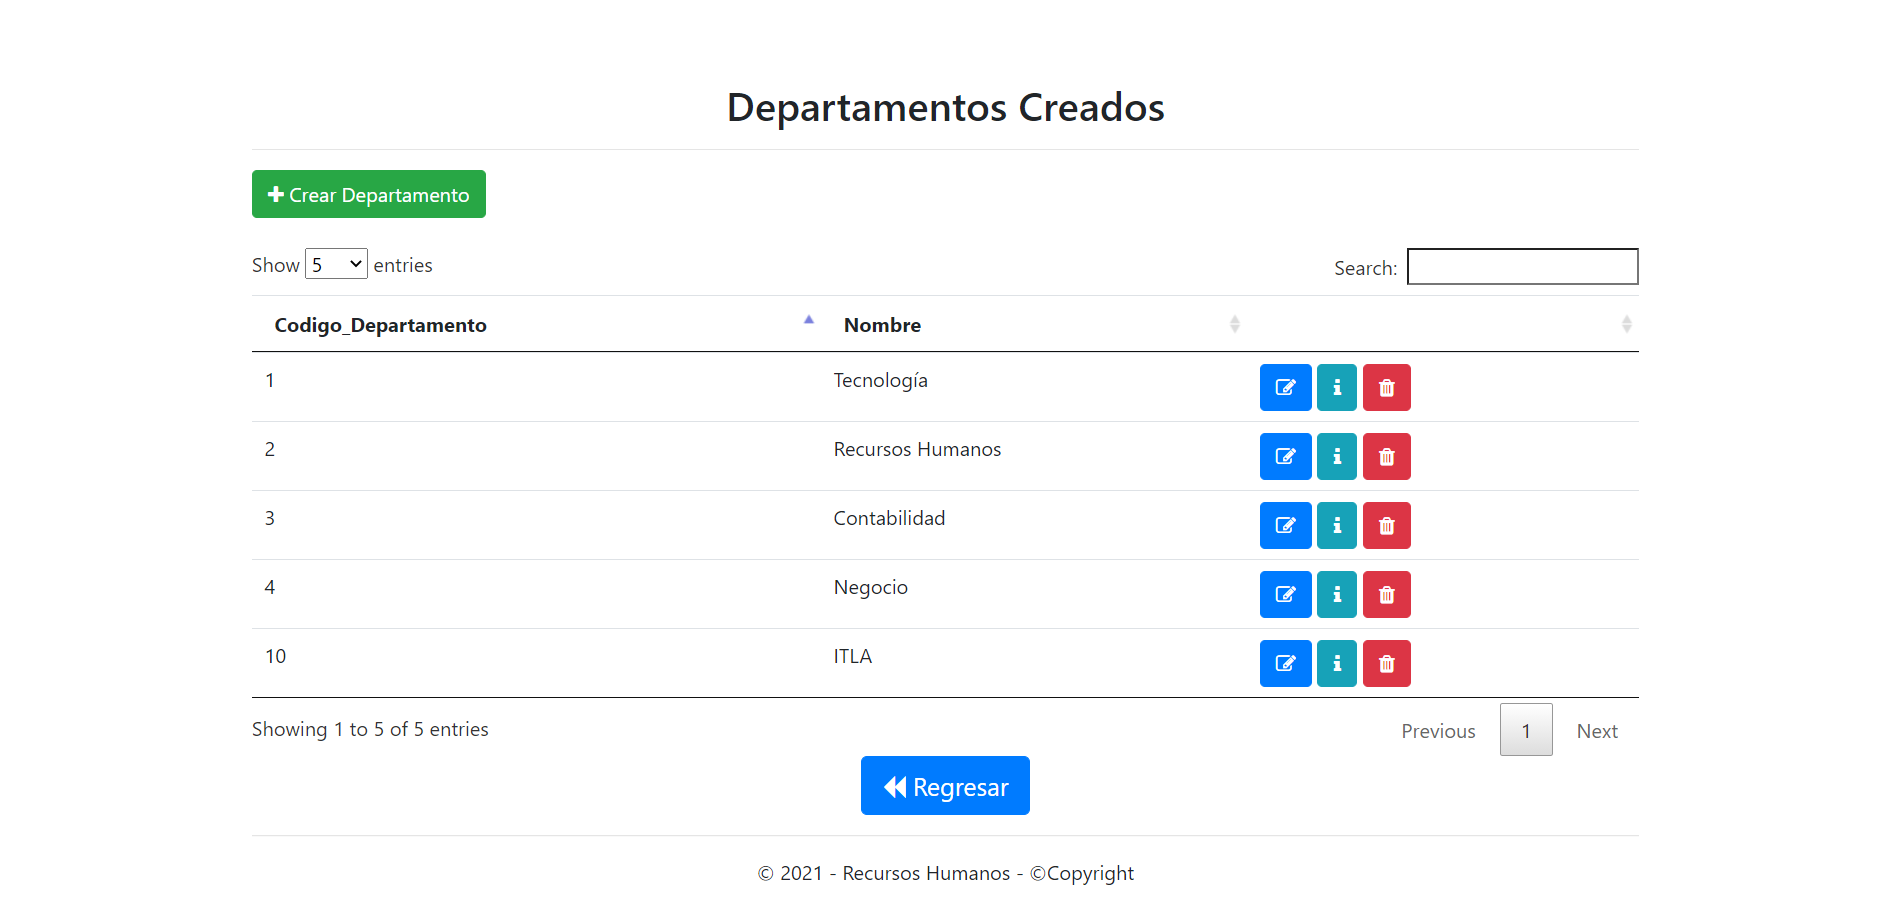 Departamentos Creados
Crear Departamento
Show 5 entries
Search:
Codigo_Departamento Nombre
1 Tecnología
2 Recursos Humanos
3 Contabilidad
4 Negocio
10 ITLA
Showing 1 to 5 of 5 entries
Previous 1 Next
Regresar
© 2021 - Recursos Humanos - ©Copyright